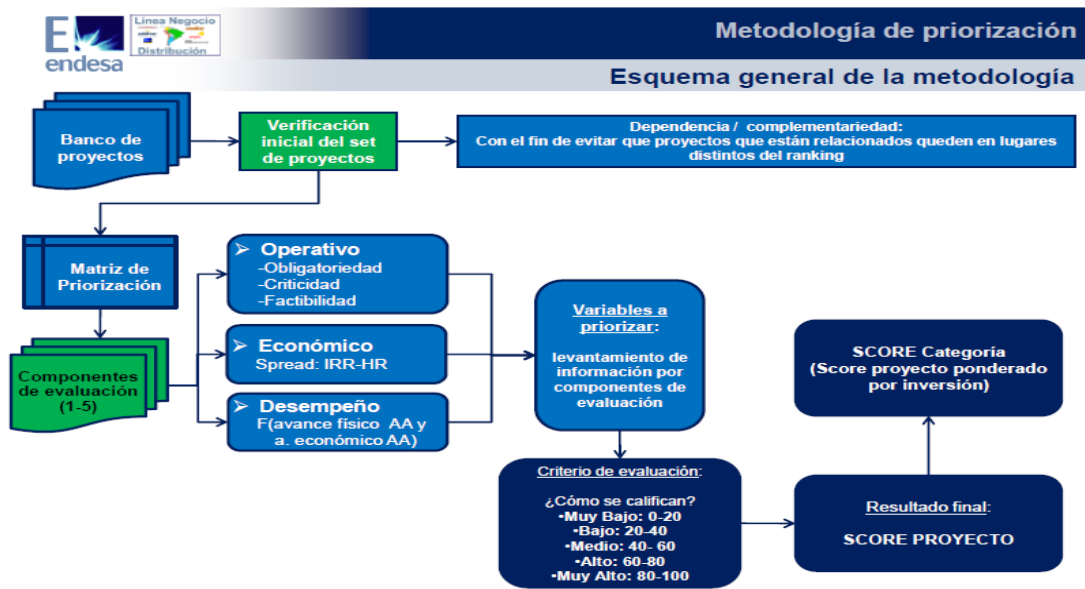 endesa
Linea Negocio
Distribución
Metodología de priorización
Esquema general de la metodología
Banco de
proyectos
Verificación
inicial del set
de proyectos
Dependencia / complementariedad:
Con el fin de evitar que proyectos que están relacionados queden en lugares
distintos del ranking
Matriz de
Priorización
Componentes
de evaluación
(1-5)
➢ Operativo
-Obligatoriedad
-Criticidad
-Factibilidad
➢ Económico
Spread: IRR-HR
➢ Desempeño
F(avance físico AA y
a. económico AA)
Variables a
priorizar:
levantamiento de
información por
componentes de
evaluación
Criterio de evaluación:
¿Cómo se califican?
•Muy Bajo: 0-20
•Bajo: 20-40
•Medio: 40- 60
•Alto: 60-80
•Muy Alto: 80-100
Resultado final:
SCORE PROYECTO
SCORE Categoría
(Score proyecto ponderado
por inversión)